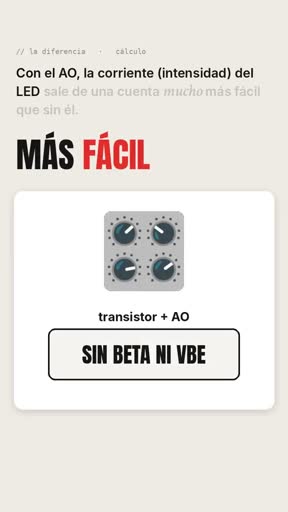 // la diferencia · cálculo
Con el AO, la corriente (intensidad) del
LED sale de una cuenta mucho más fácil
que sin él.
MÁS FÁCIL
transistor + AO
SIN BETA NI VBE